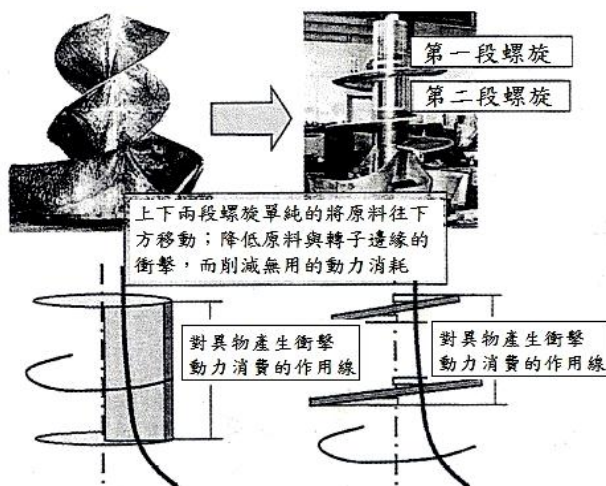 第一段螺旋
第二段螺旋
上下兩段螺旋單純的將原料往下
方移動；降低原料與轉子邊緣的
衝擊，而削減無用的動力消耗
對異物產生衝擊
動力消費的作用線
對異物產生衝擊
動力消費的作用線